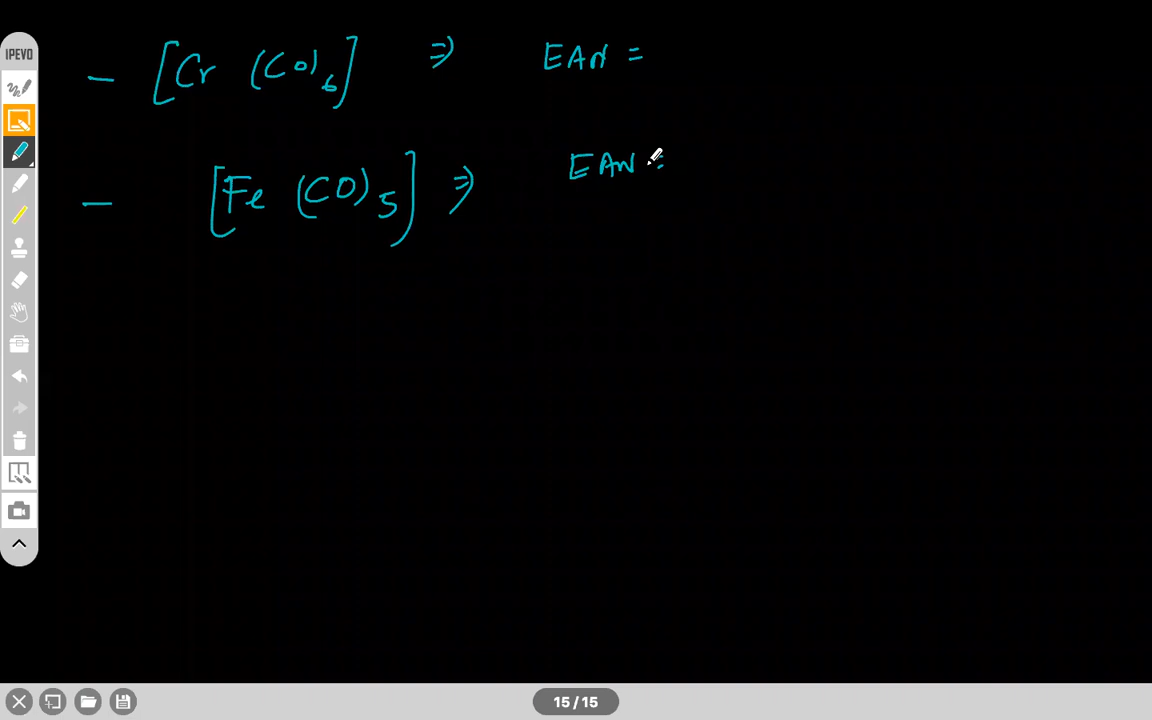 IPEVO
- [Cr (CO)6] ⇒ EAN =
- [Fe (CO)5] ⇒ EAN =
15 / 15